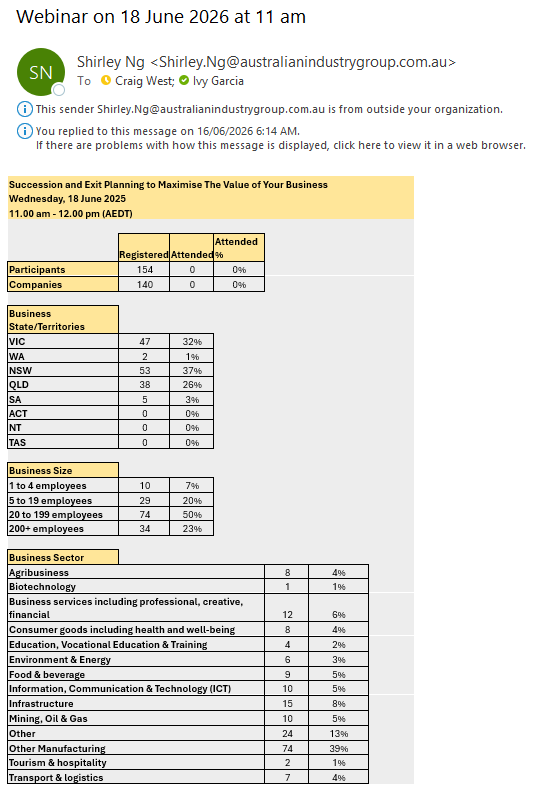 Webinar on 18 June 2026 at 11 am
SN
Shirley Ng <Shirley.Ng@australianindustrygroup.com.au>
To Craig West; Ivy Garcia
This sender Shirley.Ng@australianindustrygroup.com.au is from outside your organization.
You replied to this message on 16/06/2026 6:14 AM.
If there are problems with how this message is displayed, click here to view it in a web browser.
Succession and Exit Planning to Maximise The Value of Your Business
Wednesday, 18 June 2025
11.00 am - 12.00 pm (AEDT)
Attended
Registered Attended %
Participants 154 0 0%
Companies 140 0 0%
Business
State/Territories
VIC 47 32%
WA 2 1%
NSW 53 37%
QLD 38 26%
SA 5 3%
ACT 0 0%
NT 0 0%
TAS 0 0%
Business Size
1 to 4 employees 10 7%
5 to 19 employees 29 20%
20 to 199 employees 74 50%
200+ employees 34 23%
Business Sector
Agribusiness 8 4%
Biotechnology 1 1%
Business services including professional, creative,
financial 12 6%
Consumer goods including health and well-being 8 4%
Education, Vocational Education & Training 4 2%
Environment & Energy 6 3%
Food & beverage 9 5%
Information, Communication & Technology (ICT) 10 5%
Infrastructure 15 8%
Mining, Oil & Gas 10 5%
Other 24 13%
Other Manufacturing 74 39%
Tourism & hospitality 2 1%
Transport & logistics 7 4%